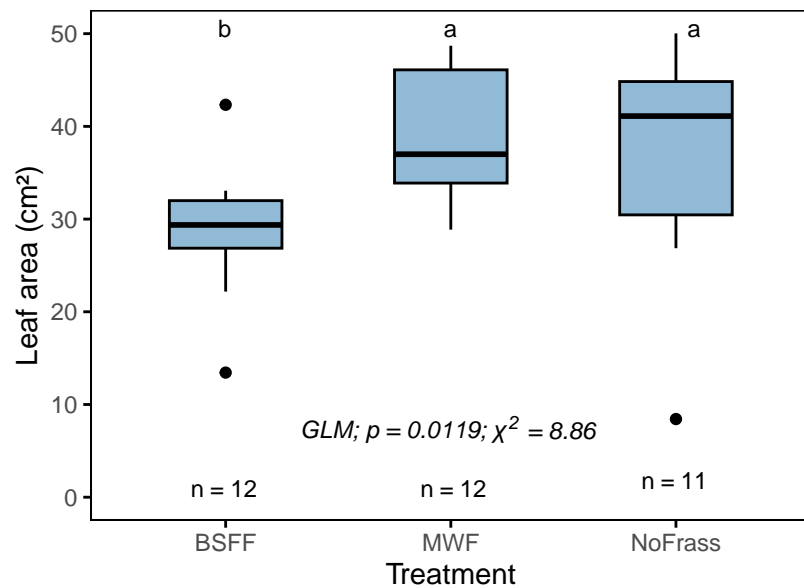 b a a
50
40
30
20
10
0
Leaf area (cm²)
GLM; p = 0.0119; χ² = 8.86
n = 12 n = 12 n = 11
BSFF MWF NoFrass
Treatment